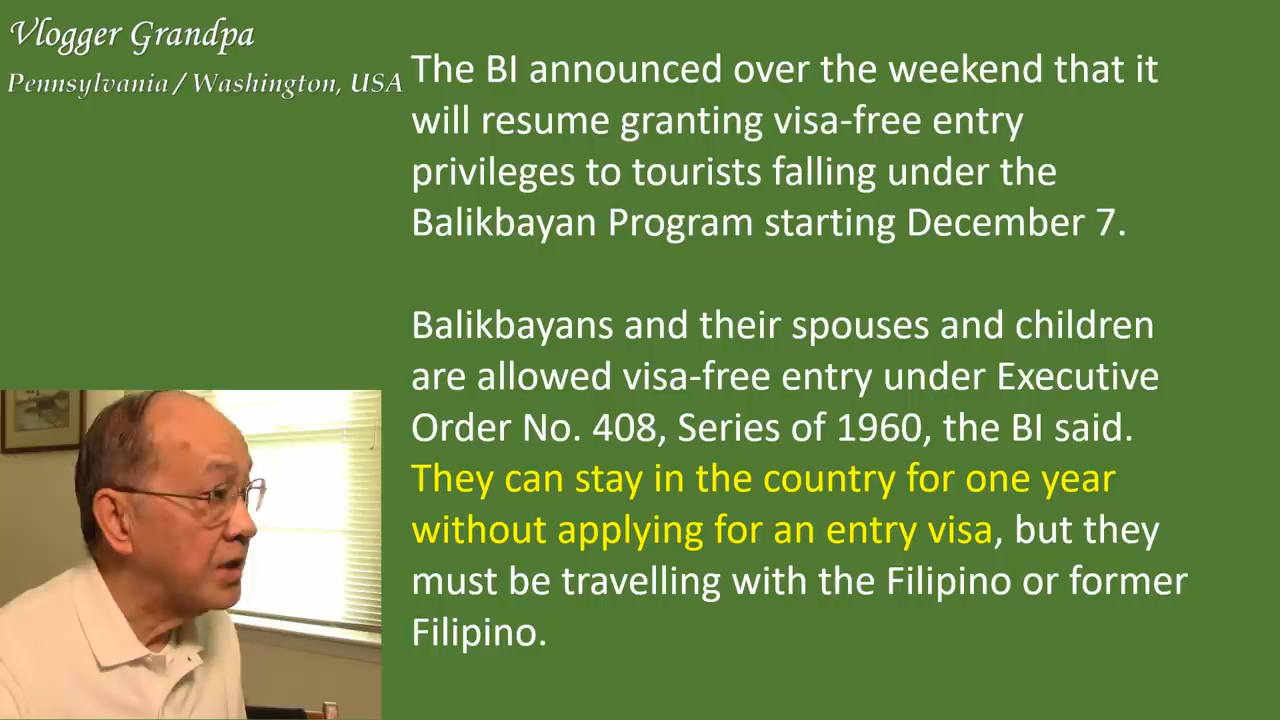 Vlogger Grandpa
Pennsylvania / Washington, USA
The BI announced over the weekend that it
will resume granting visa-free entry
privileges to tourists falling under the
Balikbayan Program starting December 7.
Balikbayans and their spouses and children
are allowed visa-free entry under Executive
Order No. 408, Series of 1960, the BI said.
They can stay in the country for one year
without applying for an entry visa, but they
must be travelling with the Filipino or former
Filipino.